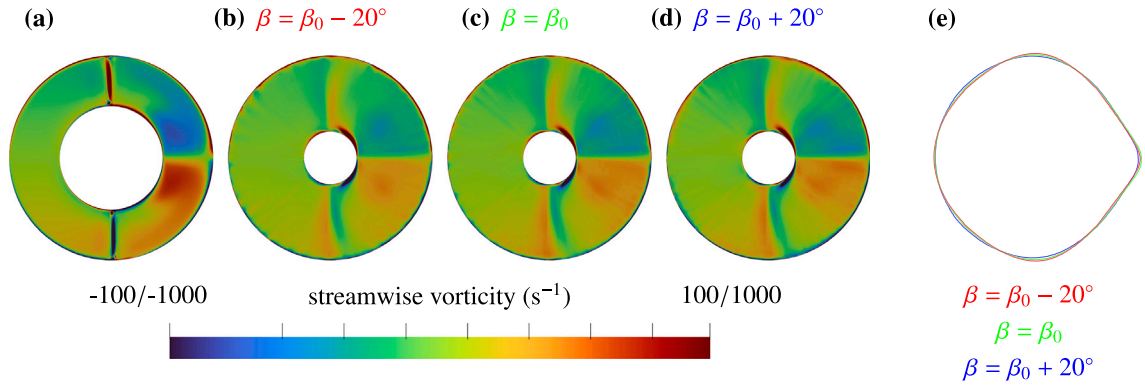 (a) (b) β = β₀ − 20° (c) β = β₀ (d) β = β₀ + 20° (e)
-100/-1000 streamwise vorticity (s⁻¹) 100/1000
β = β₀ − 20°
β = β₀
β = β₀ + 20°